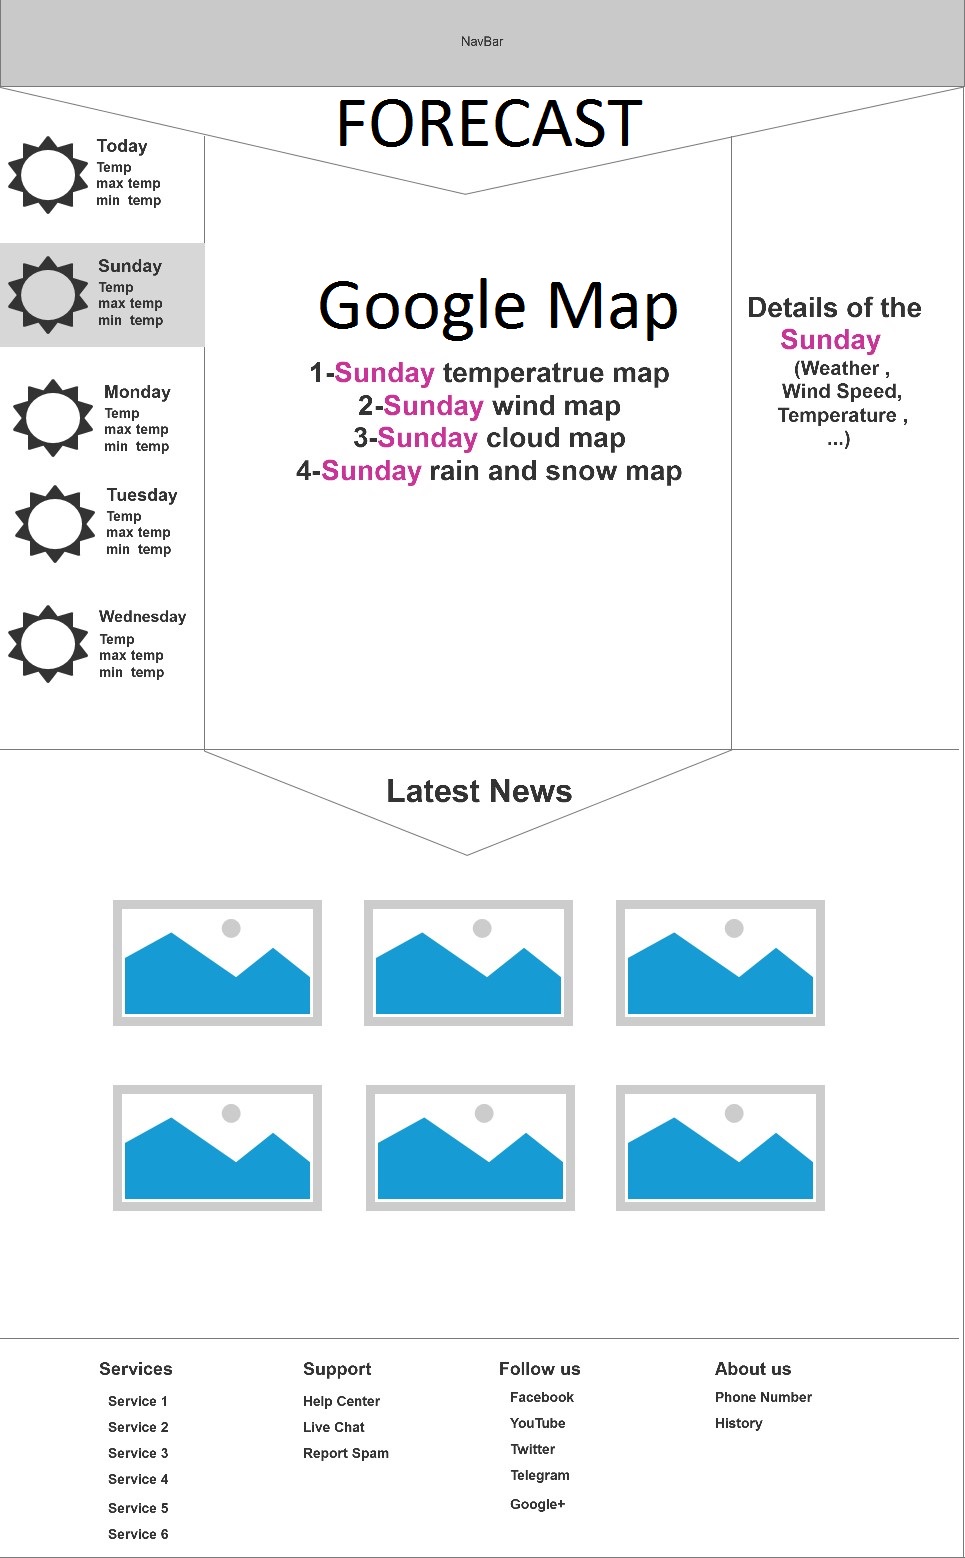 NavBar
FORECAST
Today
Temp
max temp
min temp
Sunday
Temp
max temp
min temp
Monday
Temp
max temp
min temp
Tuesday
Temp
max temp
min temp
Wednesday
Temp
max temp
min temp
Google Map
1-Sunday temperatrue map
2-Sunday wind map
3-Sunday cloud map
4-Sunday rain and snow map
Details of the
Sunday
(Weather ,
Wind Speed,
Temperature ,
...)
Latest News
Services
Service 1
Service 2
Service 3
Service 4
Service 5
Service 6
Support
Help Center
Live Chat
Report Spam
Follow us
Facebook
YouTube
Twitter
Telegram
Google+
About us
Phone Number
History